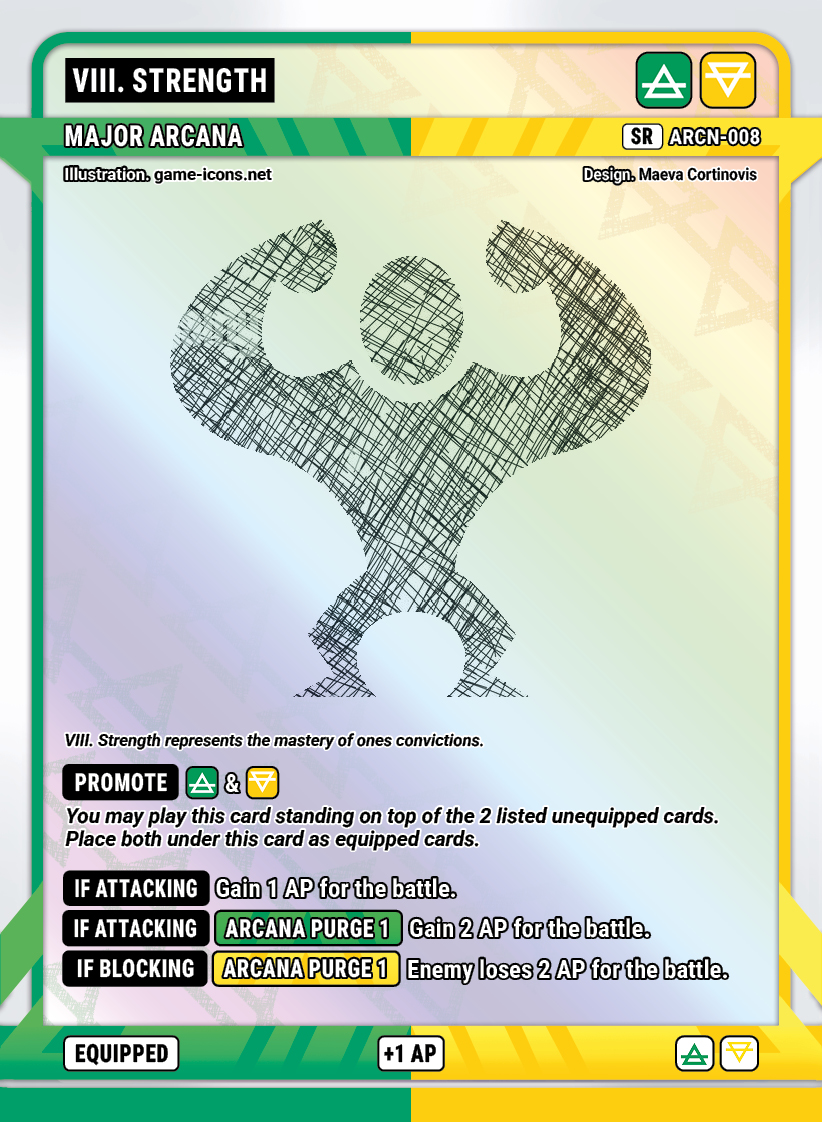 VIII. STRENGTH
MAJOR ARCANA
SR ARCN-008
Illustration. game-icons.net
Design. Maeva Cortinovis
VIII. Strength represents the mastery of ones convictions.
PROMOTE &
You may play this card standing on top of the 2 listed unequipped cards.
Place both under this card as equipped cards.
IF ATTACKING Gain 1 AP for the battle.
IF ATTACKING ARCANA PURGE 1 Gain 2 AP for the battle.
IF BLOCKING ARCANA PURGE 1 Enemy loses 2 AP for the battle.
EQUIPPED
+1 AP